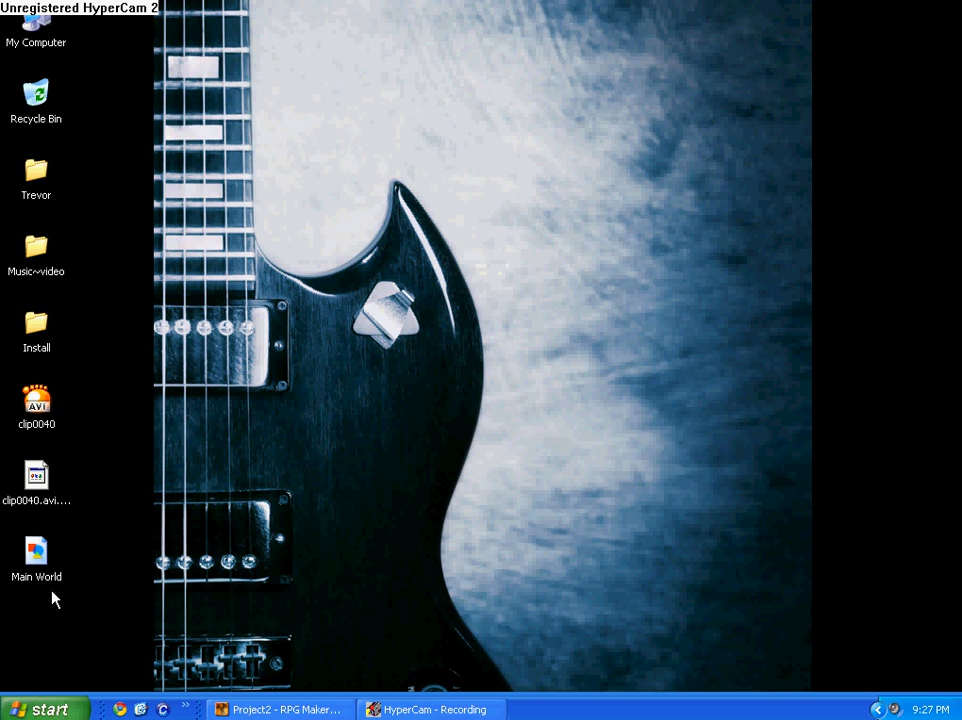 Unregistered HyperCam 2
My Computer
Recycle Bin
Trevor
Music~video
Install
AVI
clip0040
clip0040.avi....
Main World
start
Project2 - RPG Maker...
HyperCam - Recording
9:27 PM